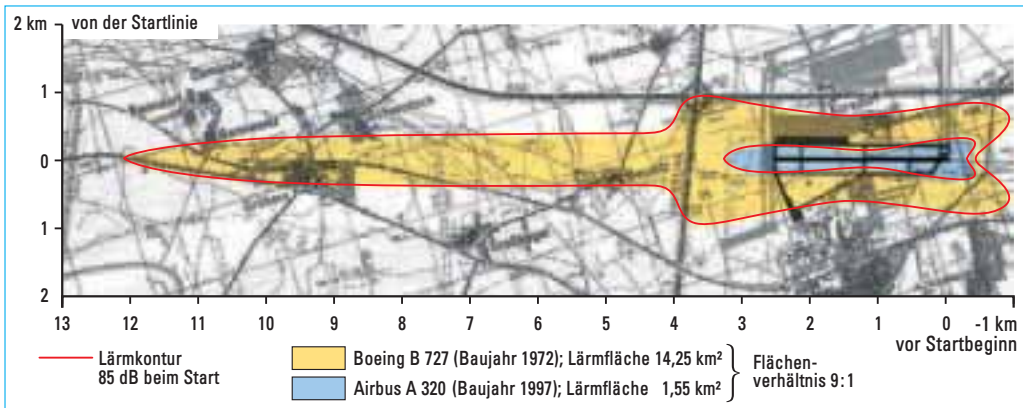 2 km von der Startlinie
1
0
1
2
13 12 11 10 9 8 7 6 5 4 3 2 1 0 -1 km
vor Startbeginn
Lärmkontur
85 dB beim Start
Boeing B 727 (Baujahr 1972); Lärmfläche 14,25 km²
Airbus A 320 (Baujahr 1997); Lärmfläche 1,55 km²
Flächen-
verhältnis 9:1